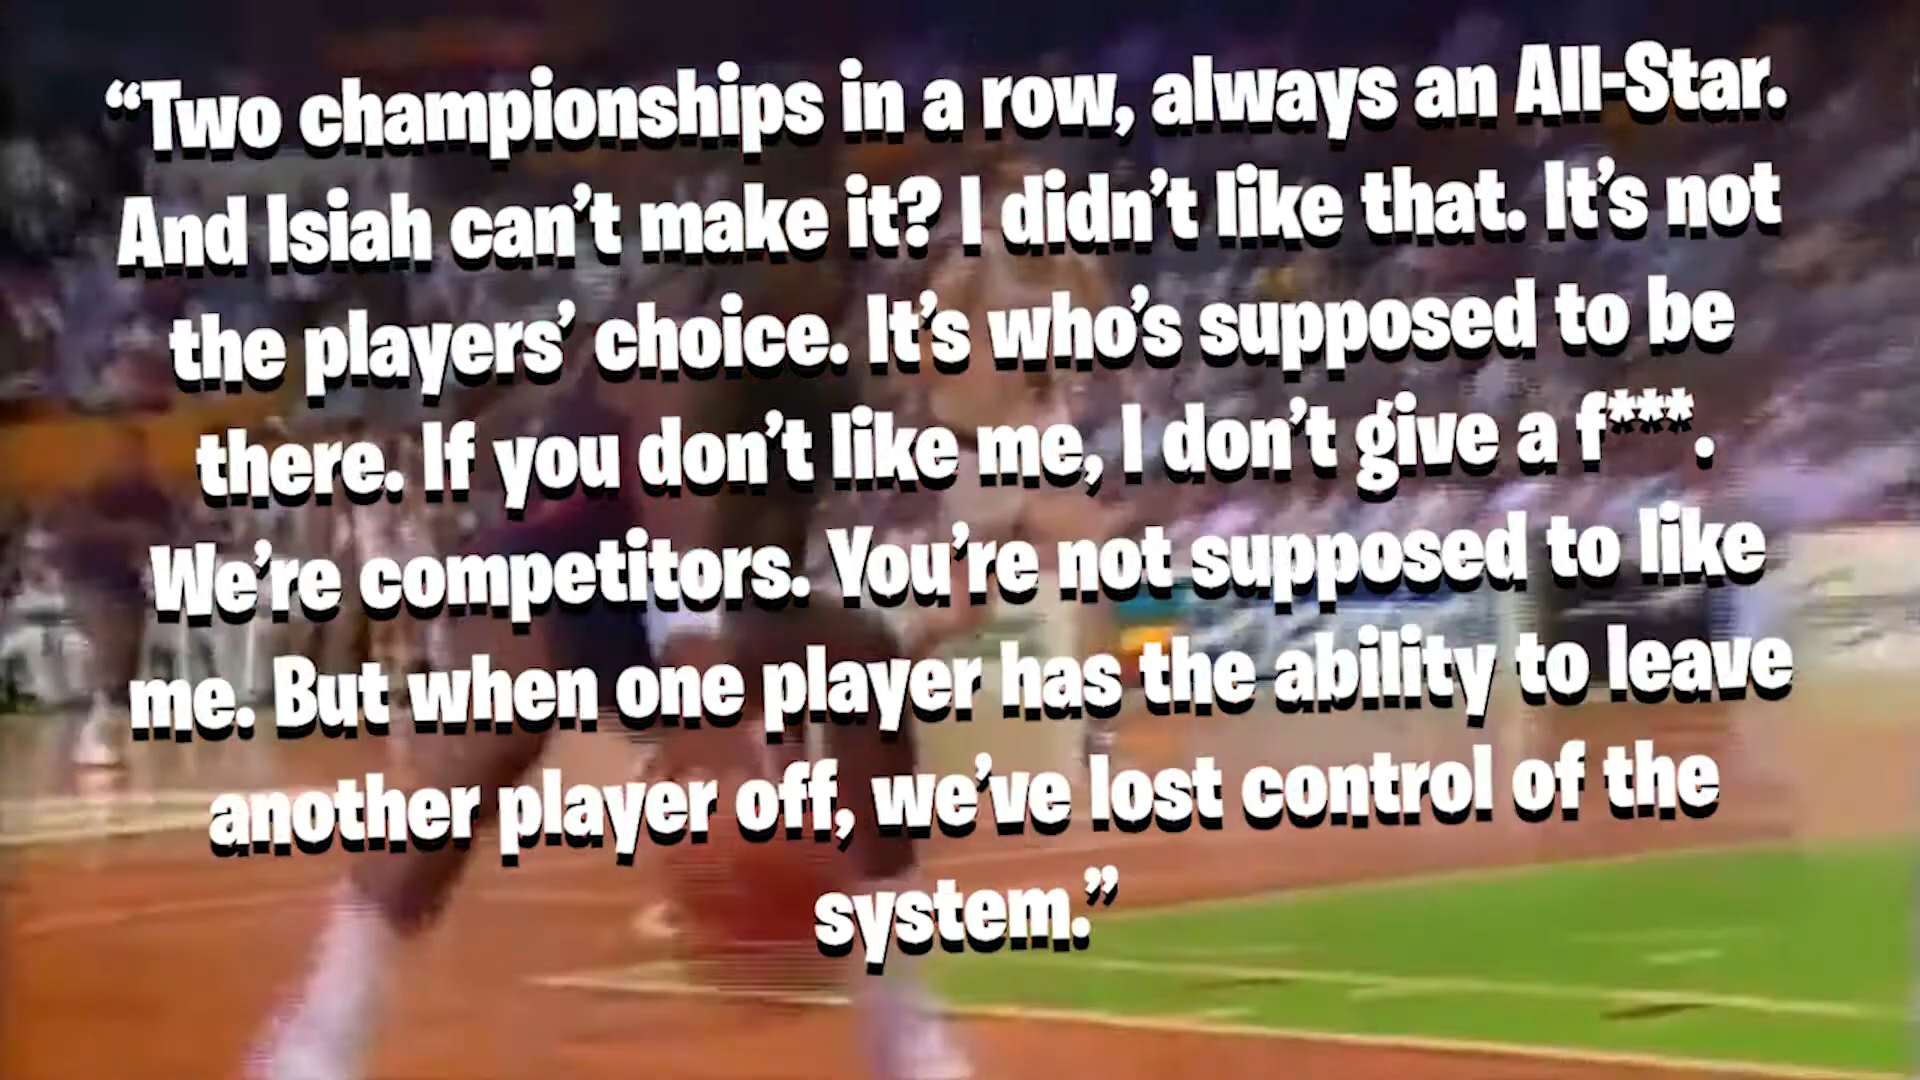 “Two championships in a row, always an All-Star.
And Isiah can’t make it? I didn’t like that. It’s not
the players’ choice. It’s who’s supposed to be
there. If you don’t like me, I don’t give a f***.
We’re competitors. You’re not supposed to like
me. But when one player has the ability to leave
another player off, we’ve lost control of the
system.”